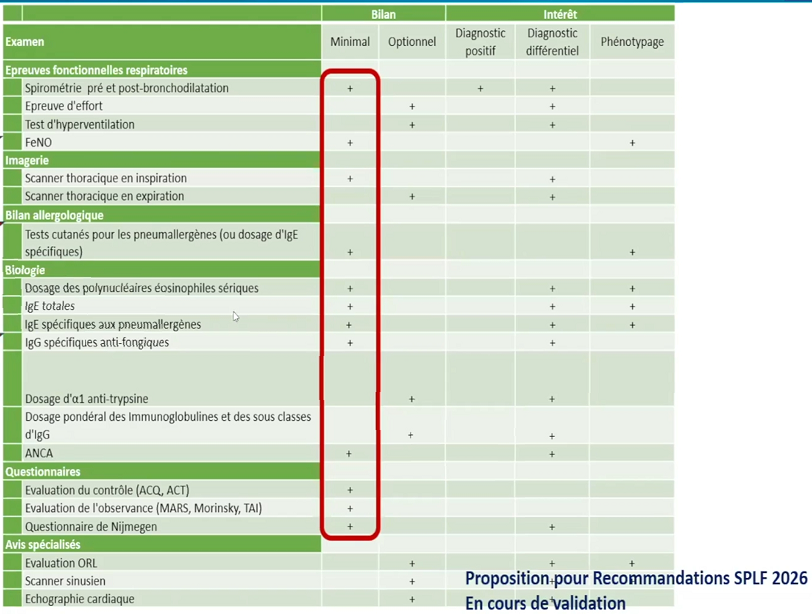 Bilan Intérêt
Examen Minimal Optionnel Diagnostic positif Diagnostic différentiel Phénotypage
Epreuves fonctionnelles respiratoires
Spirométrie pré et post-bronchodilatation + + +
Epreuve d'effort + +
Test d'hyperventilation + +
FeNO + +
Imagerie
Scanner thoracique en inspiration + +
Scanner thoracique en expiration + +
Bilan allergologique
Tests cutanés pour les pneumallergènes (ou dosage d'IgE
spécifiques) + +
Biologie
Dosage des polynucléaires éosinophiles sériques + + +
IgE totales + + +
IgE spécifiques aux pneumallergènes + + +
IgG spécifiques anti-fongiques + +
Dosage d'α1 anti-trypsine + +
Dosage pondéral des Immunoglobulines et des sous classes
d'IgG + +
ANCA + +
Questionnaires
Evaluation du contrôle (ACQ, ACT) +
Evaluation de l'observance (MARS, Morinsky, TAI) +
Questionnaire de Nijmegen + +
Avis spécialisés
Evaluation ORL + + +
Scanner sinusien +
Echographie cardiaque +
Proposition pour Recommandations SPLF 2026
En cours de validation